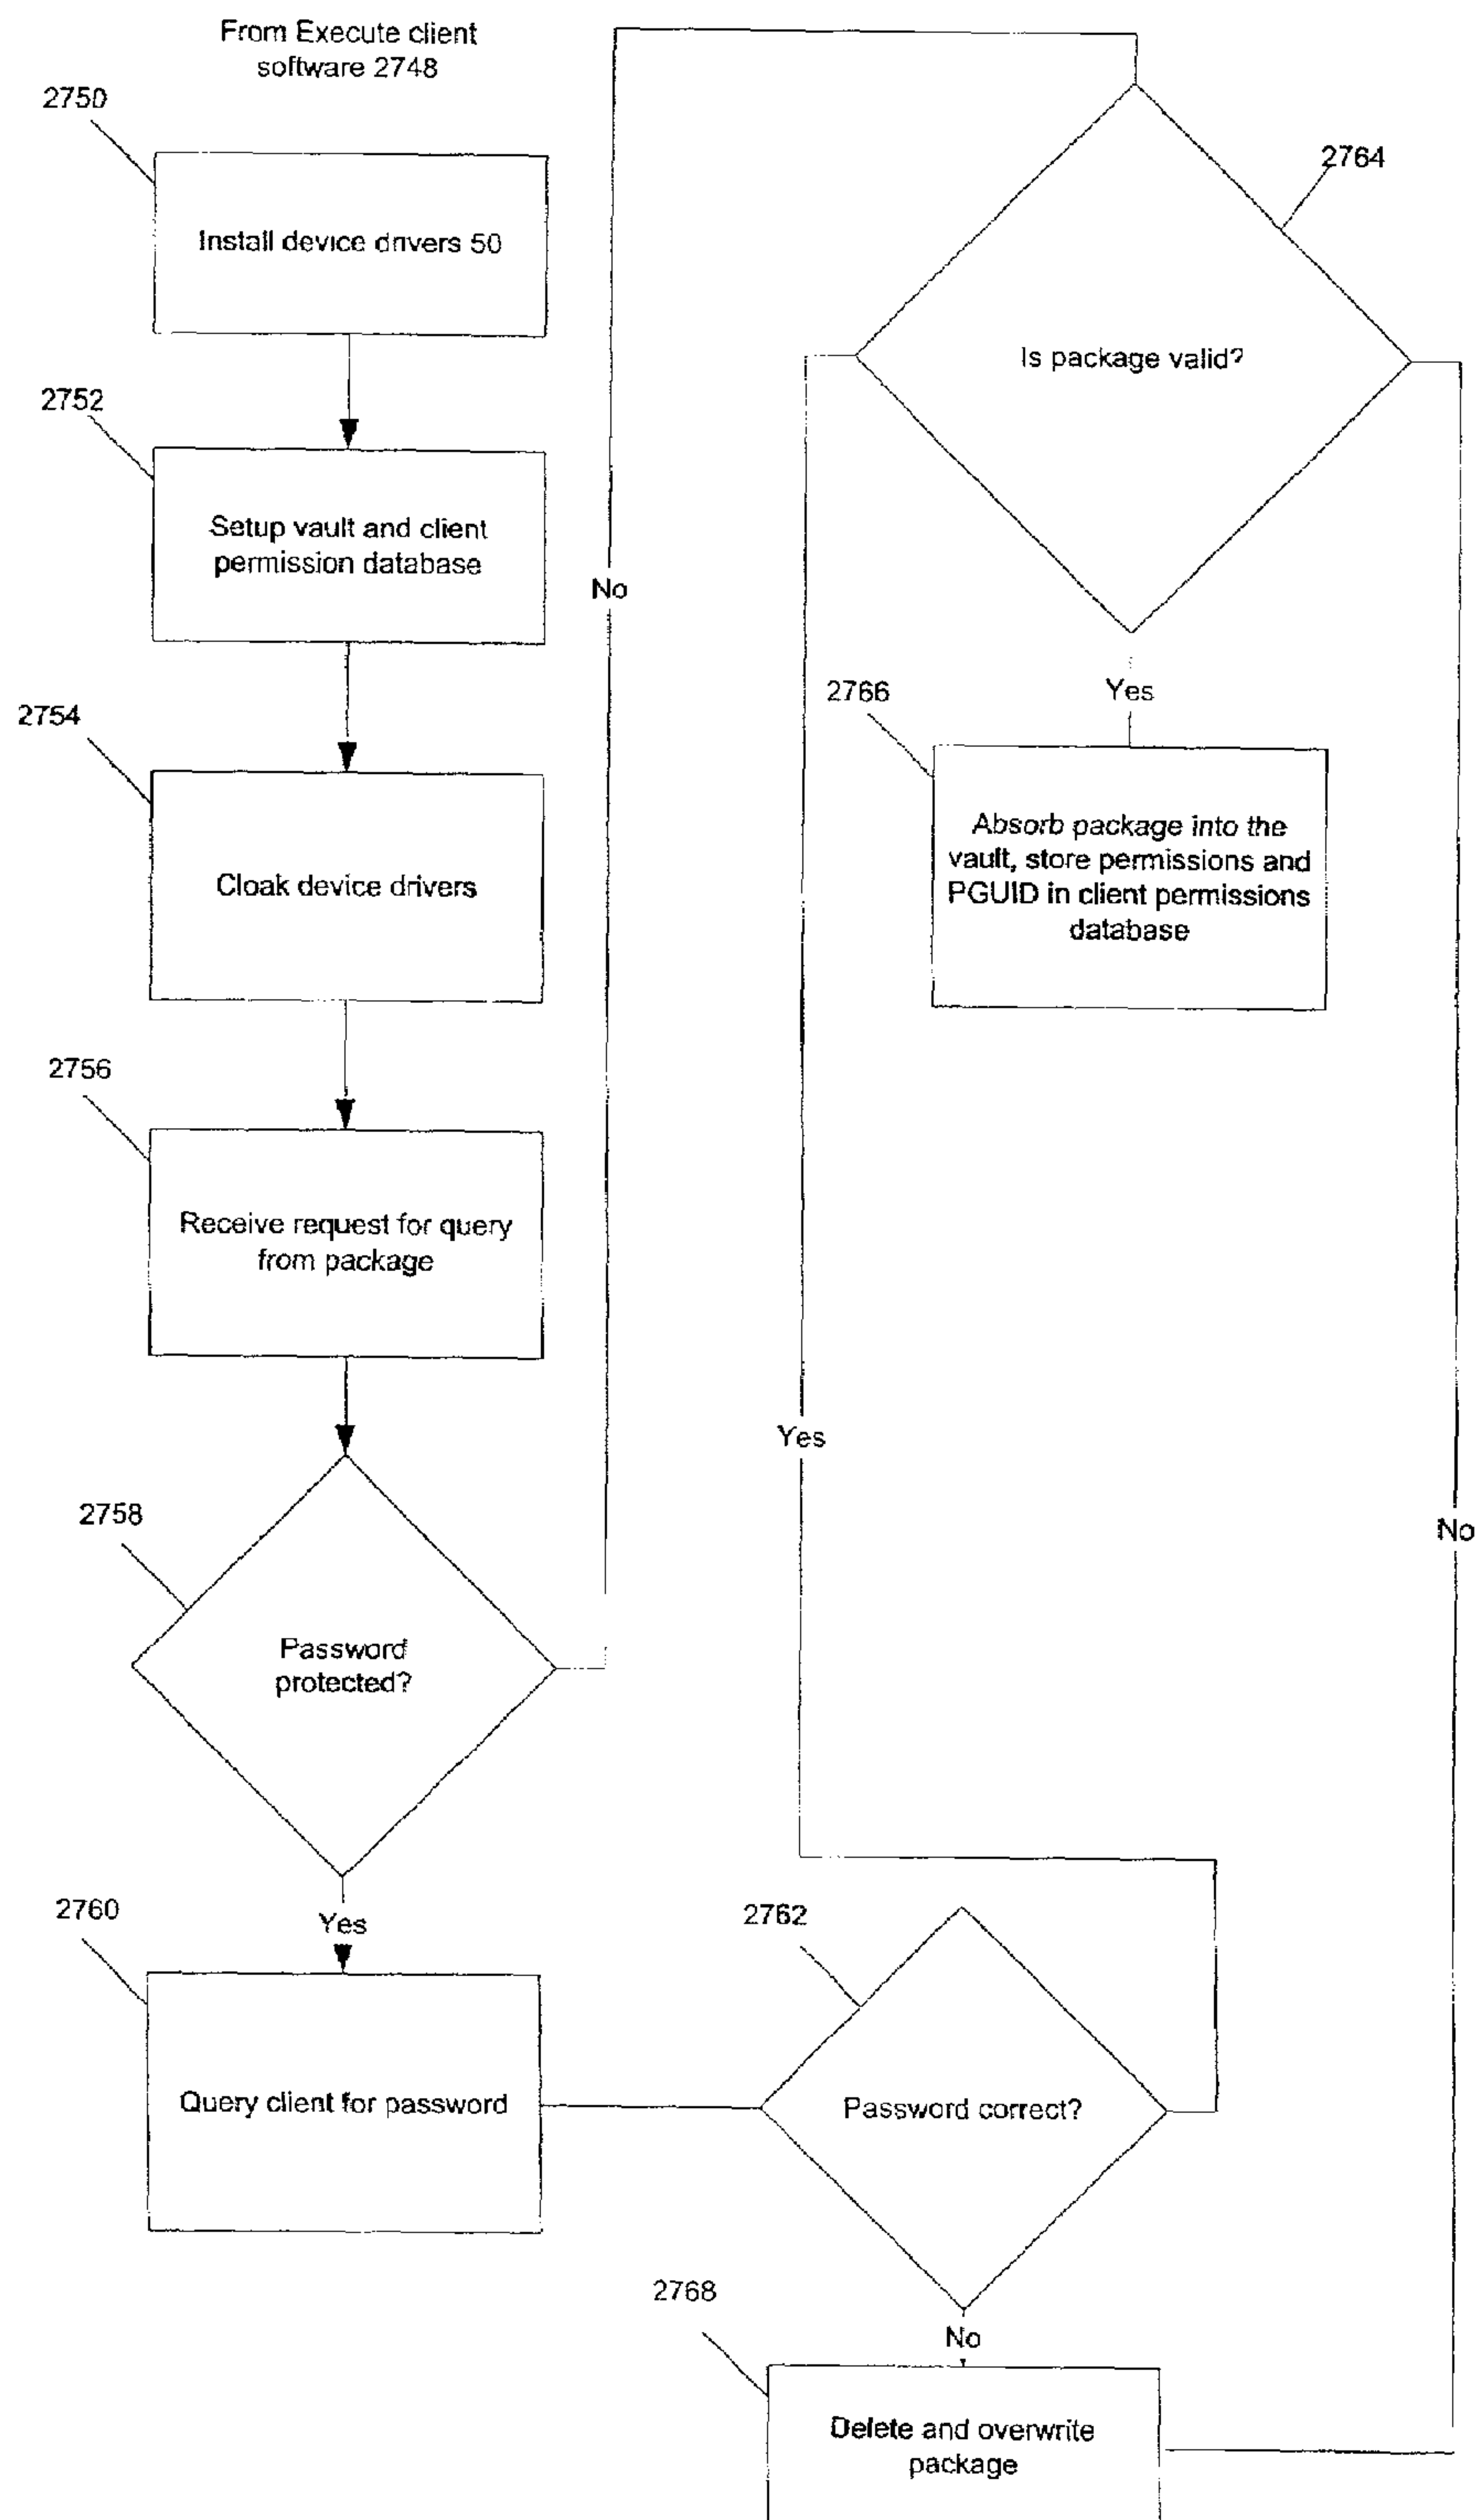 From Execute client
software 2748
2750
Install device drivers 50
2752
Setup vault and client
permission database
2754
Cloak device drivers
2756
Receive request for query
from package
2758
Password
protected?
Yes
2760
Query client for password
No
2764
Is package valid?
Yes
2766
Absorb package into the
vault, store permissions and
PGUID in client permissions
database
Yes
No
2762
Password correct?
No
2768
Delete and overwrite
package